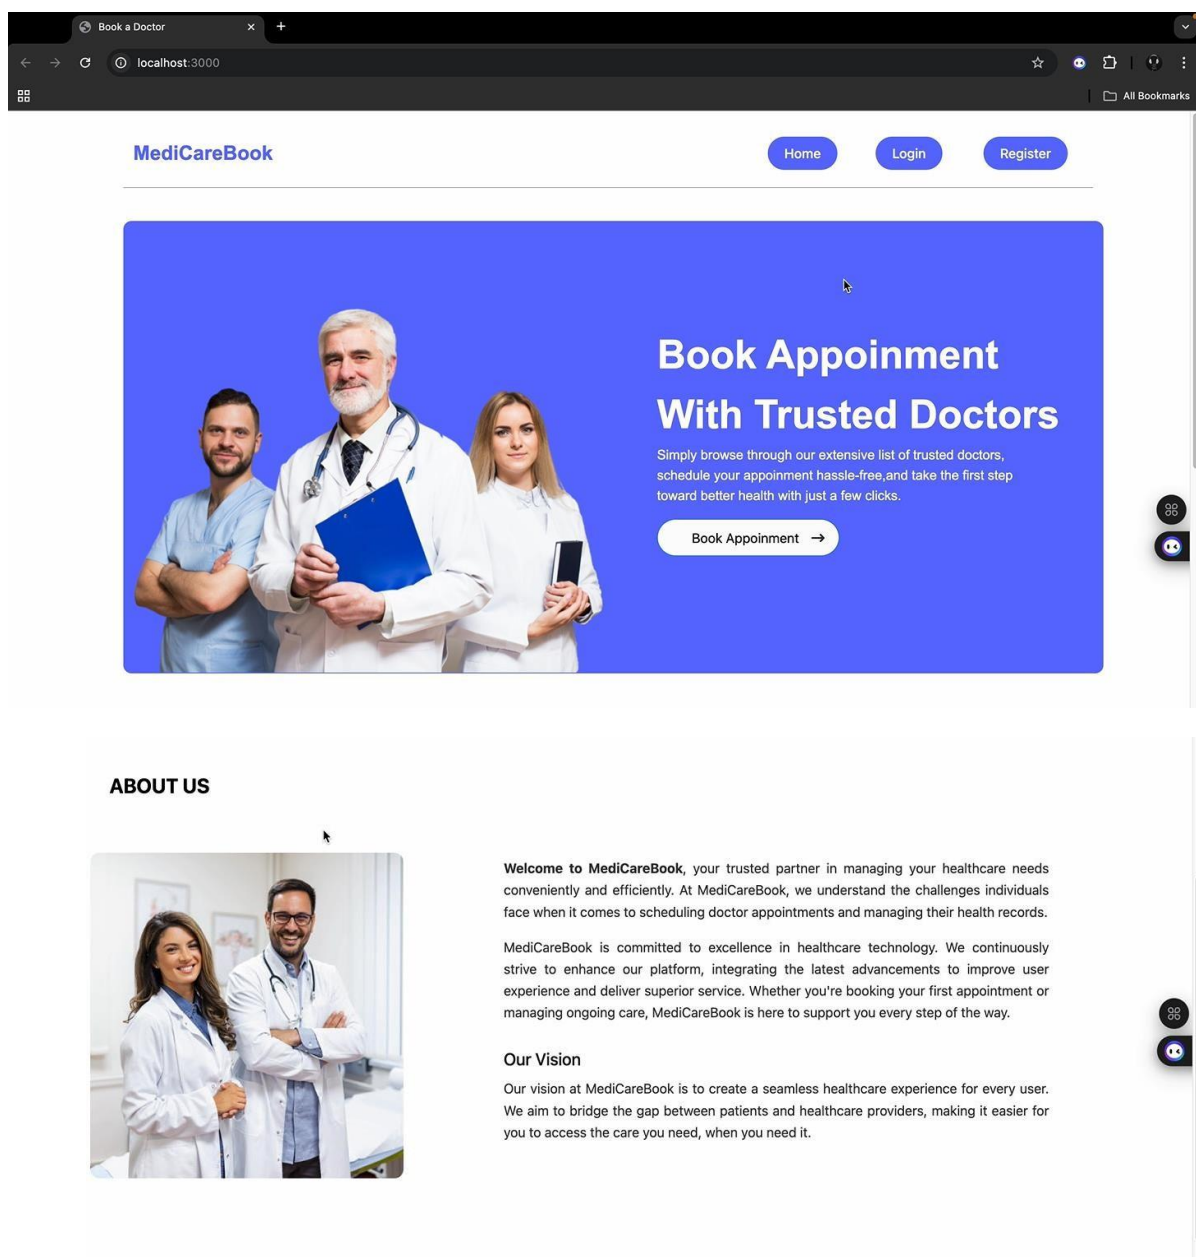 Book a Doctor
localhost:3000
All Bookmarks
MediCareBook
Home
Login
Register
Book Appoinment
With Trusted Doctors
Simply browse through our extensive list of trusted doctors,
schedule your appoinment hassle-free,and take the first step
toward better health with just a few clicks.
Book Appoinment →
ABOUT US
Welcome to MediCareBook, your trusted partner in managing your healthcare needs
conveniently and efficiently. At MediCareBook, we understand the challenges individuals
face when it comes to scheduling doctor appointments and managing their health records.
MediCareBook is committed to excellence in healthcare technology. We continuously
strive to enhance our platform, integrating the latest advancements to improve user
experience and deliver superior service. Whether you're booking your first appointment or
managing ongoing care, MediCareBook is here to support you every step of the way.
Our Vision
Our vision at MediCareBook is to create a seamless healthcare experience for every user.
We aim to bridge the gap between patients and healthcare providers, making it easier for
you to access the care you need, when you need it.